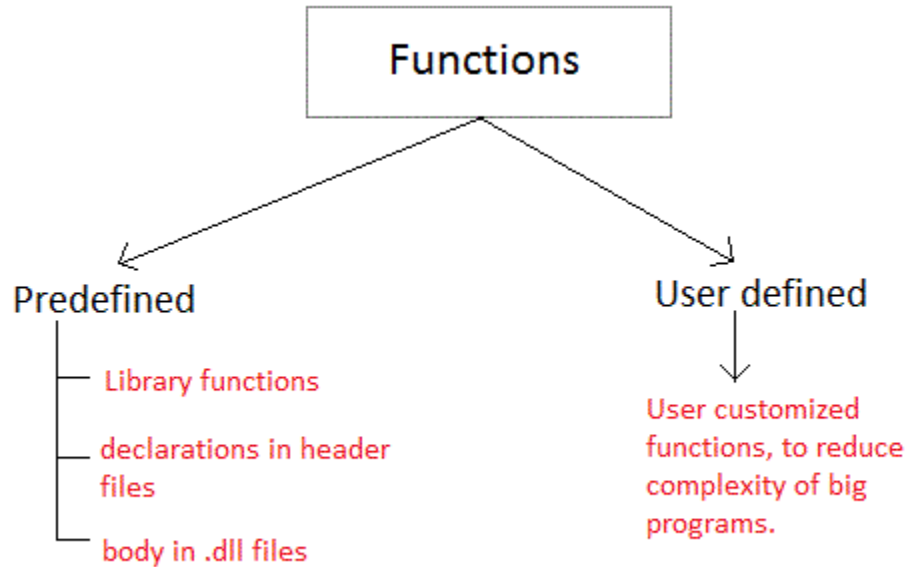 Functions
Predefined
User defined
Library functions
declarations in header
files
body in .dll files
User customized
functions, to reduce
complexity of big
programs.